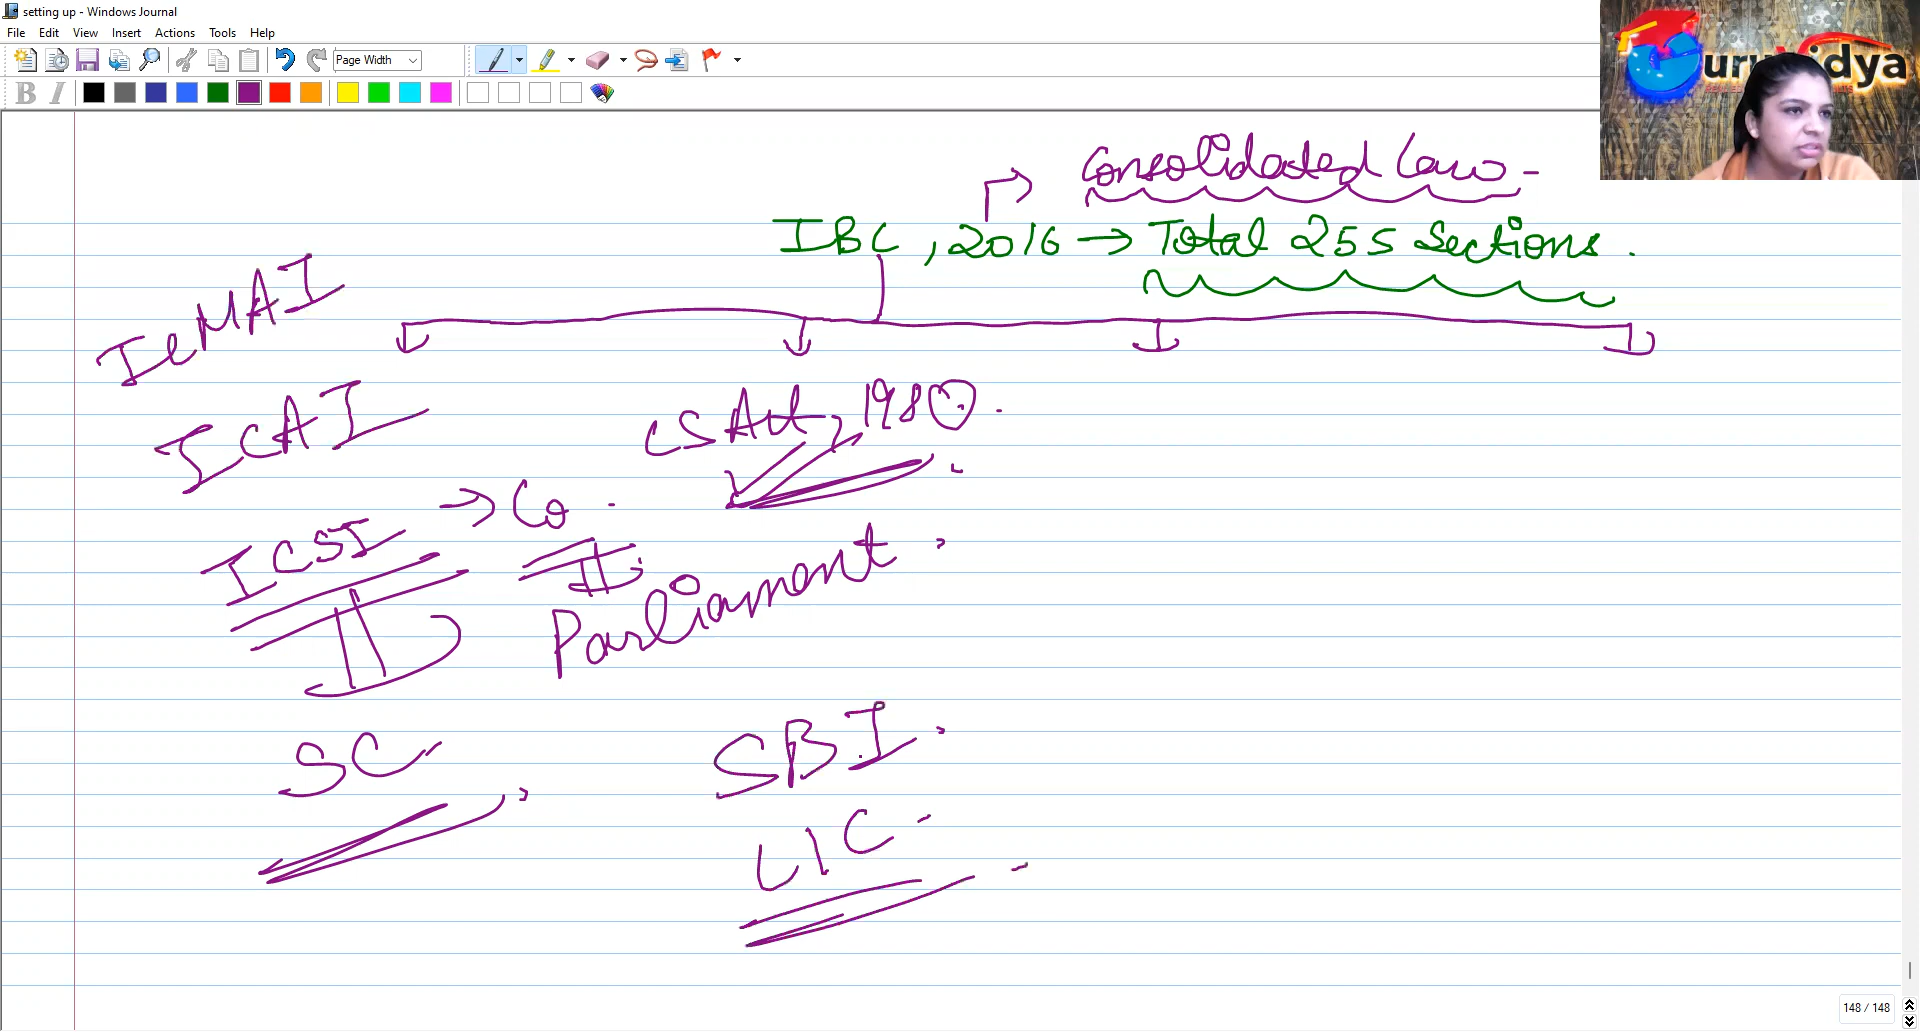 setting up - Windows Journal
File Edit View Insert Actions Tools Help
Page Width
B I
Consolidated Law -
IBC, 2016 → Total 255 Sections.
ICMAI
ICAI
CS Act, 1980.
ICSI → Co.
Parliament
SC
SBI
LIC
148 / 148